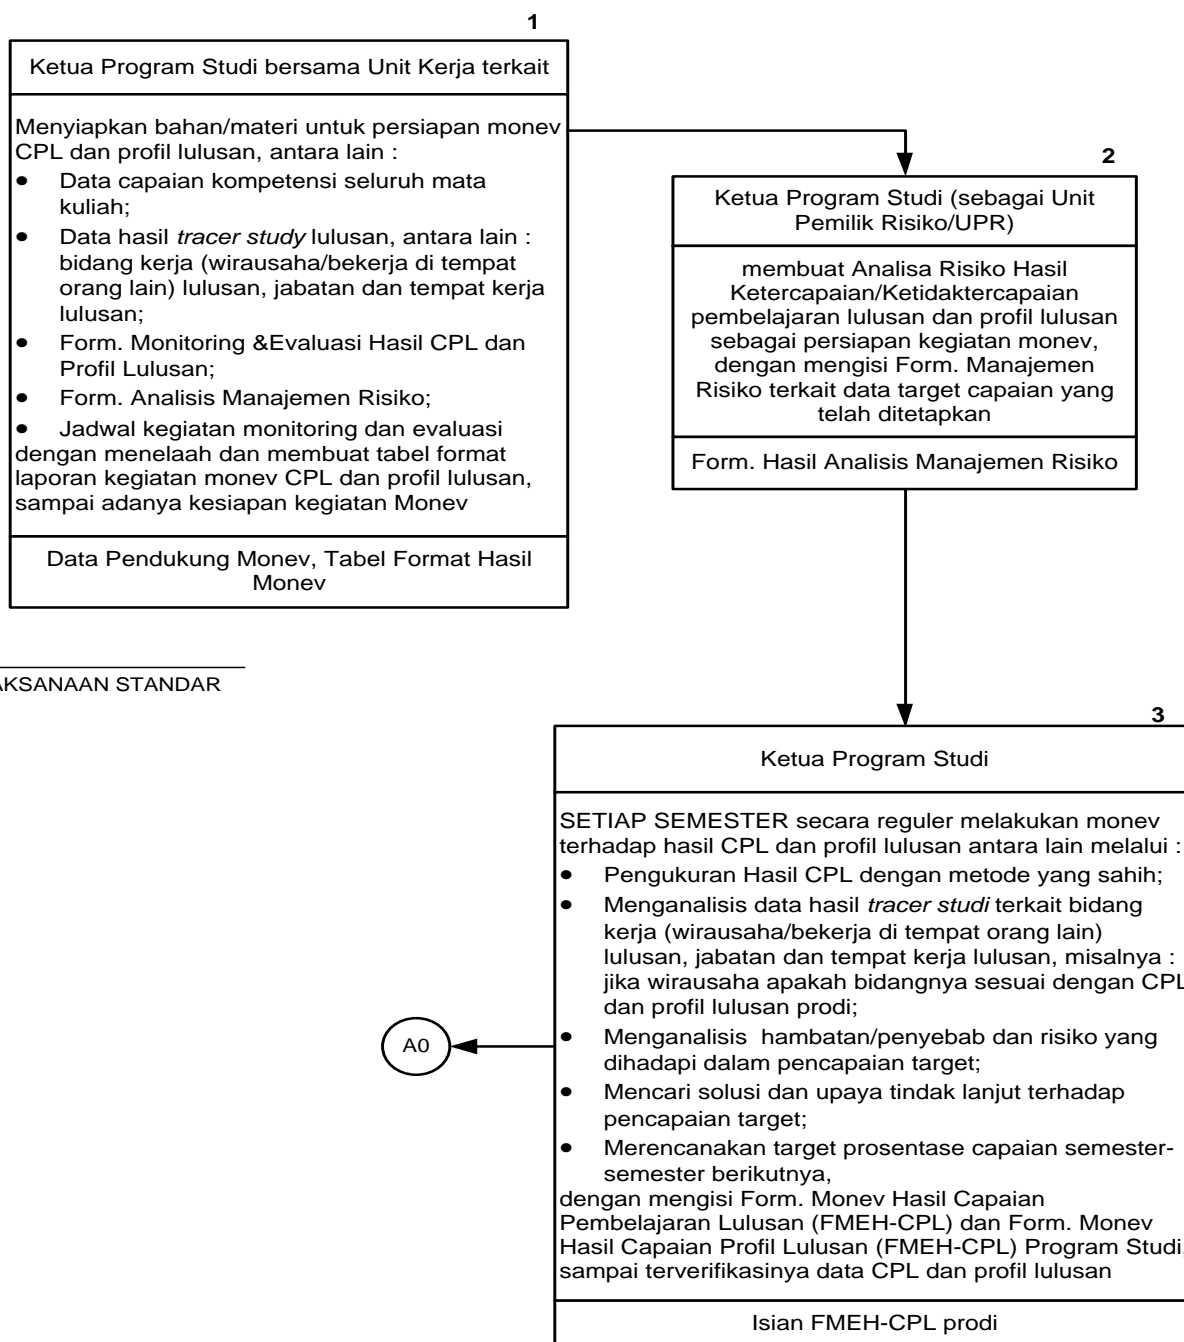 1
Ketua Program Studi bersama Unit Kerja terkait
Menyiapkan bahan/materi untuk persiapan monev
CPL dan profil lulusan, antara lain :
● Data capaian kompetensi seluruh mata
kuliah;
● Data hasil tracer study lulusan, antara lain :
bidang kerja (wirausaha/bekerja di tempat
orang lain) lulusan, jabatan dan tempat kerja
lulusan;
● Form. Monitoring &Evaluasi Hasil CPL dan
Profil Lulusan;
● Form. Analisis Manajemen Risiko;
● Jadwal kegiatan monitoring dan evaluasi
dengan menelaah dan membuat tabel format
laporan kegiatan monev CPL dan profil lulusan,
sampai adanya kesiapan kegiatan Monev
Data Pendukung Monev, Tabel Format Hasil
Monev
2
Ketua Program Studi (sebagai Unit
Pemilik Risiko/UPR)
membuat Analisa Risiko Hasil
Ketercapaian/Ketidaktercapaian
pembelajaran lulusan dan profil lulusan
sebagai persiapan kegiatan monev,
dengan mengisi Form. Manajemen
Risiko terkait data target capaian yang
telah ditetapkan
Form. Hasil Analisis Manajemen Risiko
AKSANAAN STANDAR
3
Ketua Program Studi
SETIAP SEMESTER secara reguler melakukan monev
terhadap hasil CPL dan profil lulusan antara lain melalui :
● Pengukuran Hasil CPL dengan metode yang sahih;
● Menganalisis data hasil tracer studi terkait bidang
kerja (wirausaha/bekerja di tempat orang lain)
lulusan, jabatan dan tempat kerja lulusan, misalnya :
jika wirausaha apakah bidangnya sesuai dengan CPL
dan profil lulusan prodi;
● Menganalisis hambatan/penyebab dan risiko yang
dihadapi dalam pencapaian target;
● Mencari solusi dan upaya tindak lanjut terhadap
pencapaian target;
● Merencanakan target prosentase capaian semester-
semester berikutnya,
dengan mengisi Form. Monev Hasil Capaian
Pembelajaran Lulusan (FMEH-CPL) dan Form. Monev
Hasil Capaian Profil Lulusan (FMEH-CPL) Program Studi,
sampai terverifikasinya data CPL dan profil lulusan
Isian FMEH-CPL prodi
A0